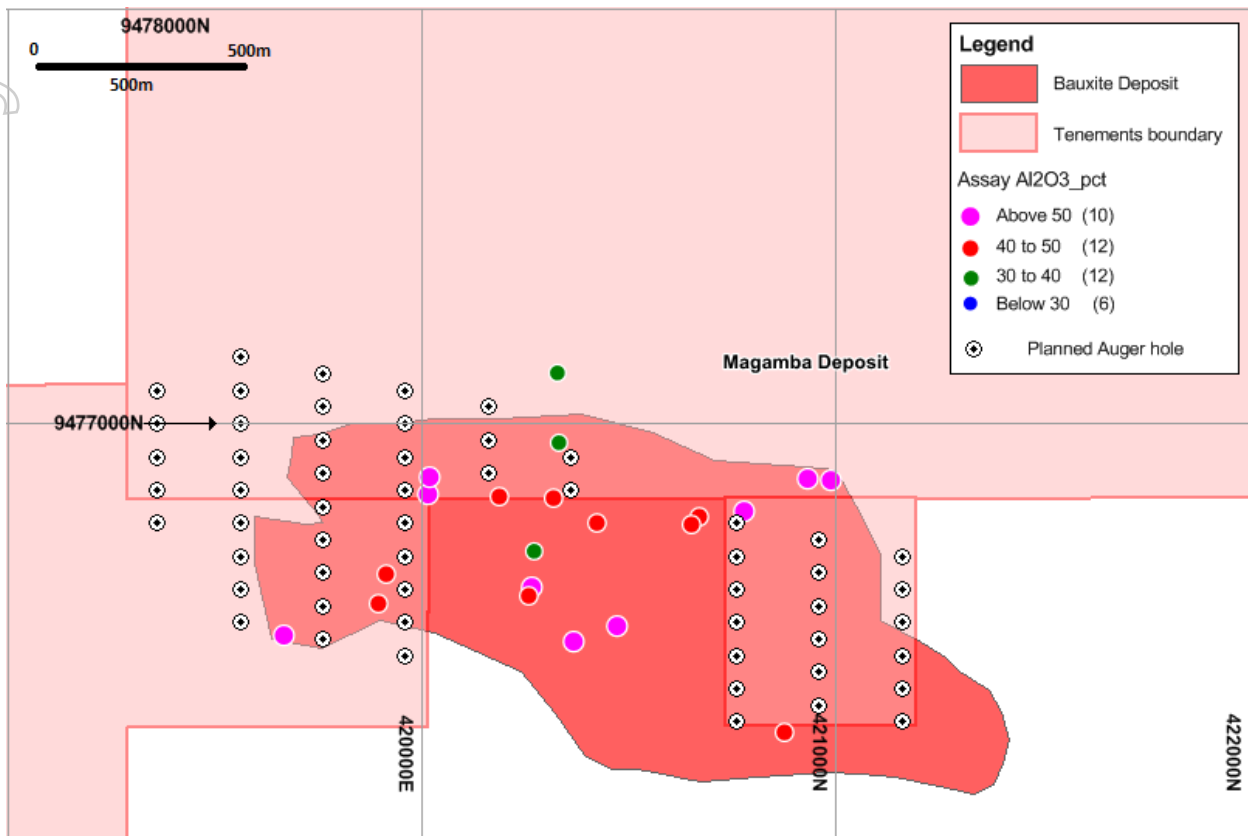 9478000N
0 500m
500m
Legend
Bauxite Deposit
Tenements boundary
Assay Al2O3_pct
Above 50 (10)
40 to 50 (12)
30 to 40 (12)
Below 30 (6)
Planned Auger hole
Magamba Deposit
9477000N
420000E
421000N
422000N